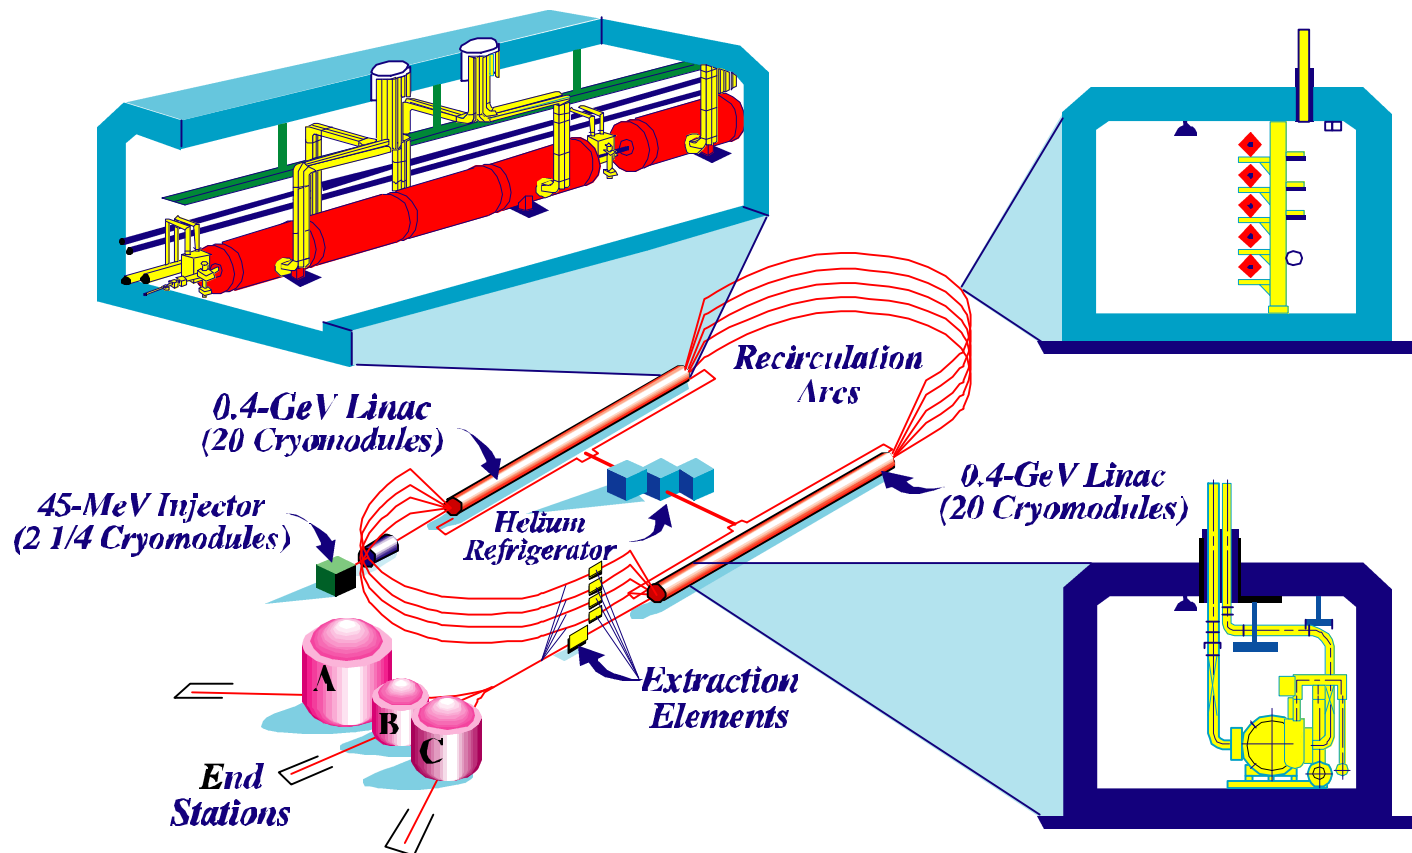 Recirculation
Arcs
0.4-GeV Linac
(20 Cryomodules)
0.4-GeV Linac
(20 Cryomodules)
45-MeV Injector
(2 1/4 Cryomodules)
Helium
Refrigerator
Extraction
Elements
A
B
C
End
Stations